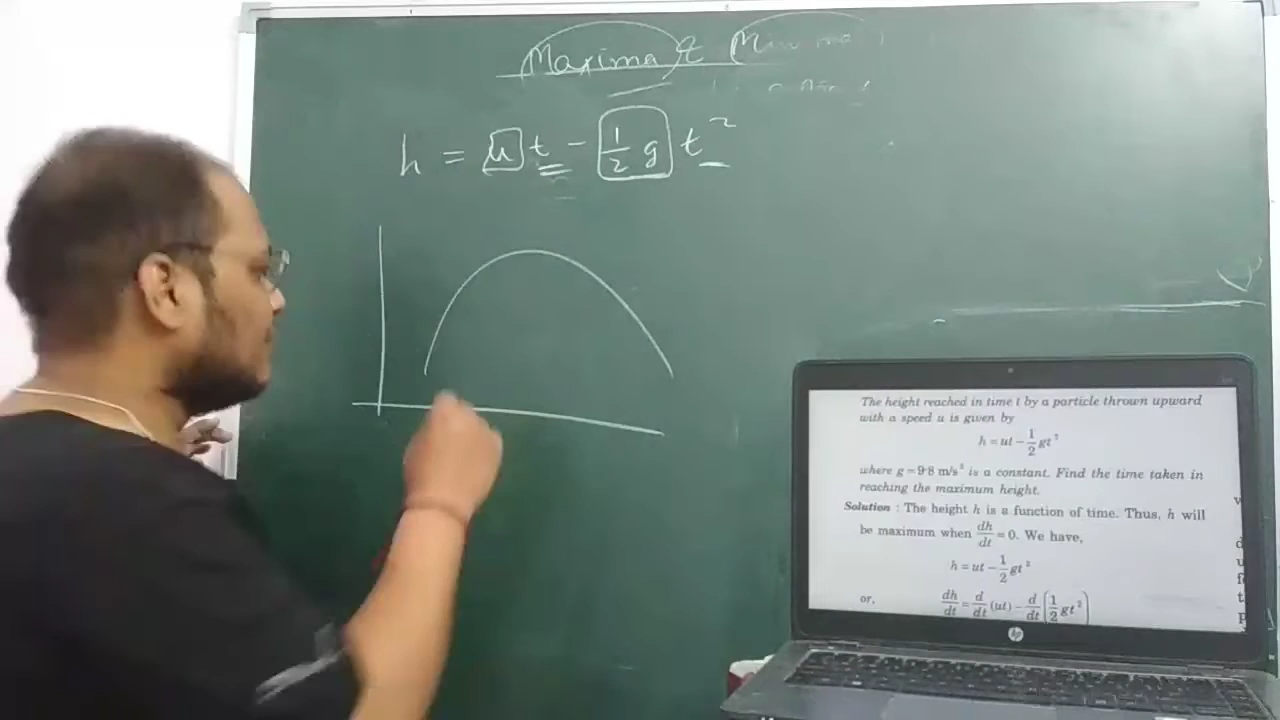 Maxima & Minima
h = ut - 1/2 g t²
The height reached in time t by a particle thrown upward
with a speed u is given by
h = ut - 1/2 gt²
where g = 9·8 m/s² is a constant. Find the time taken in
reaching the maximum height.
Solution : The height h is a function of time. Thus, h will
be maximum when dh/dt = 0. We have,
h = ut - 1/2 gt²
or, dh/dt = d/dt (ut) - d/dt (1/2 gt²)
hp